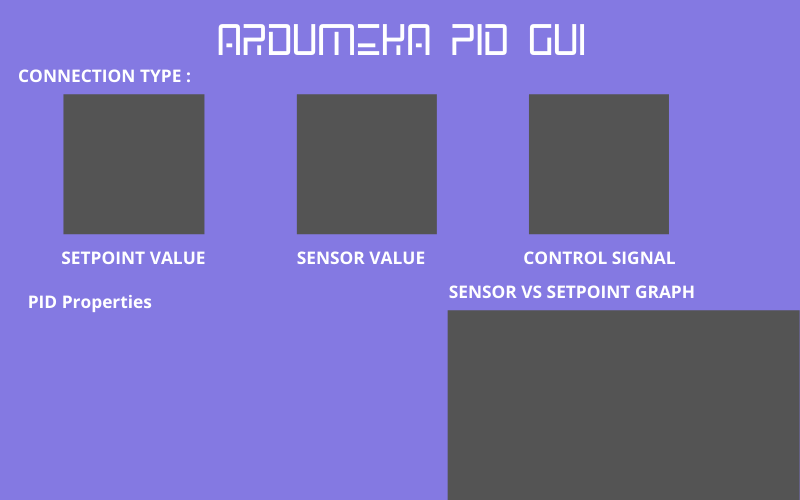 ARDUMEKA PID GUI
CONNECTION TYPE :
SETPOINT VALUE
SENSOR VALUE
CONTROL SIGNAL
SENSOR VS SETPOINT GRAPH
PID Properties